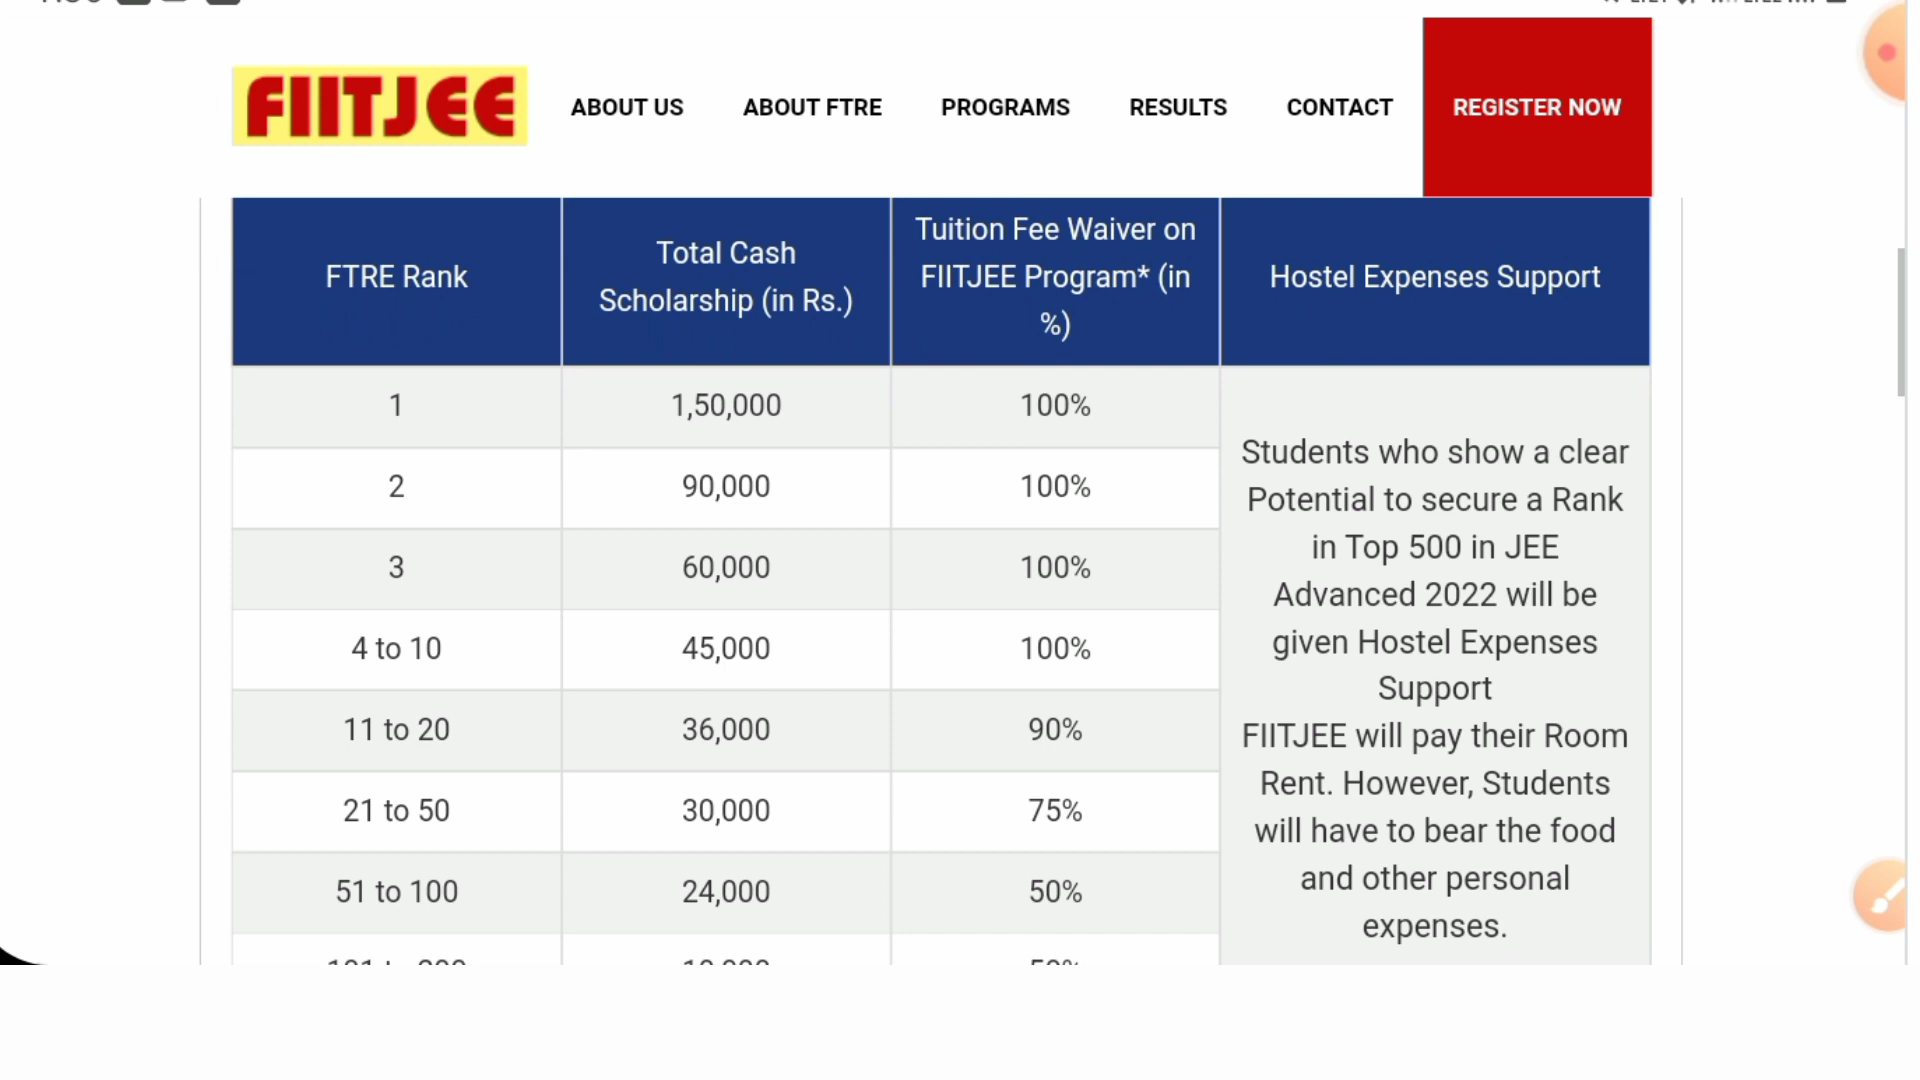 FIITJEE
ABOUT US
ABOUT FTRE
PROGRAMS
RESULTS
CONTACT
REGISTER NOW
FTRE Rank
Total Cash
Scholarship (in Rs.)
Tuition Fee Waiver on
FIITJEE Program* (in
%)
Hostel Expenses Support
1
1,50,000
100%
2
90,000
100%
3
60,000
100%
4 to 10
45,000
100%
11 to 20
36,000
90%
21 to 50
30,000
75%
51 to 100
24,000
50%
Students who show a clear
Potential to secure a Rank
in Top 500 in JEE
Advanced 2022 will be
given Hostel Expenses
Support
FIITJEE will pay their Room
Rent. However, Students
will have to bear the food
and other personal
expenses.